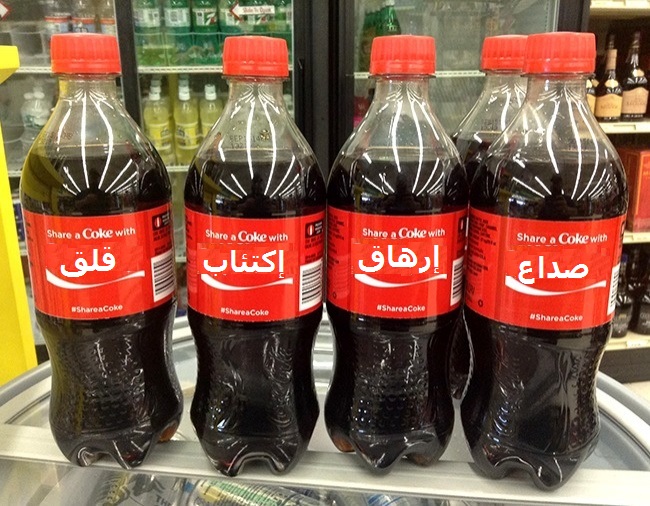 Share a Coke with
قلق
#ShareaCoke
Share a Coke with
إكتئاب
#ShareaCoke
Share a Coke with
إرهاق
#ShareaCoke
Share a Coke with
صداع
#ShareaCoke